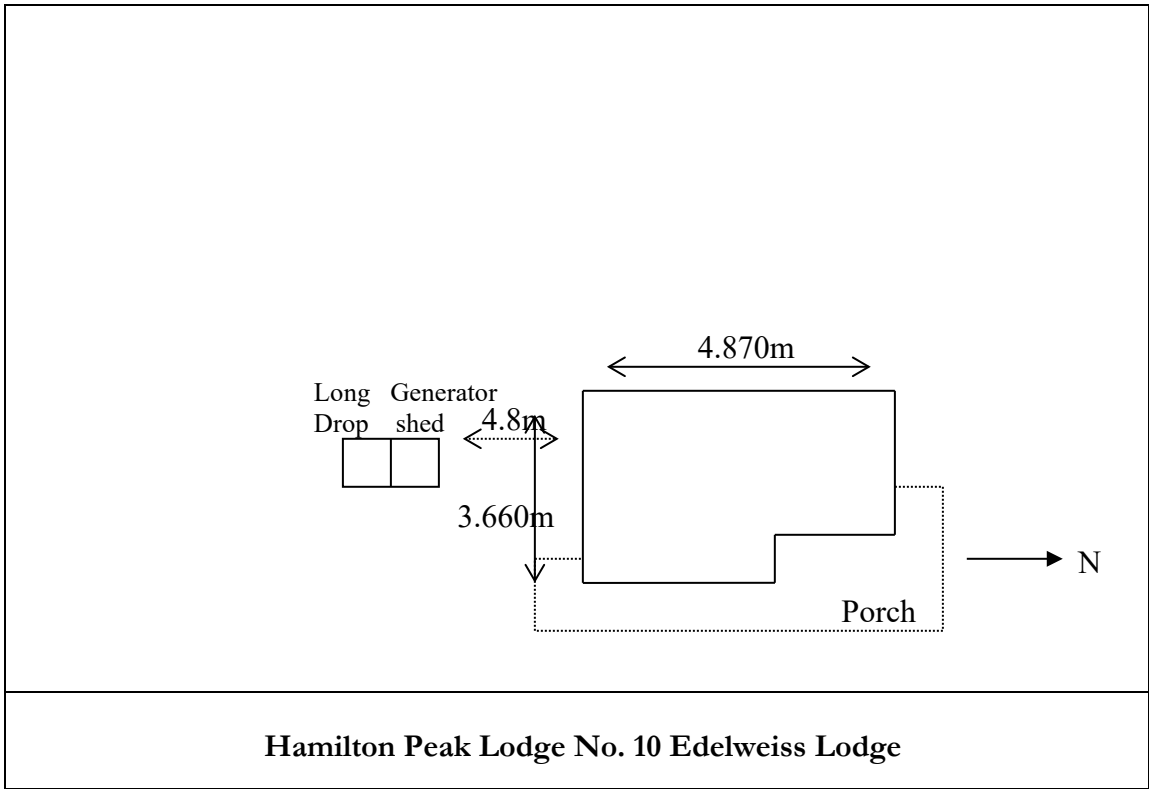 4.870m
Long Generator
Drop shed
4.8m
3.660m
N
Porch
Hamilton Peak Lodge No. 10 Edelweiss Lodge